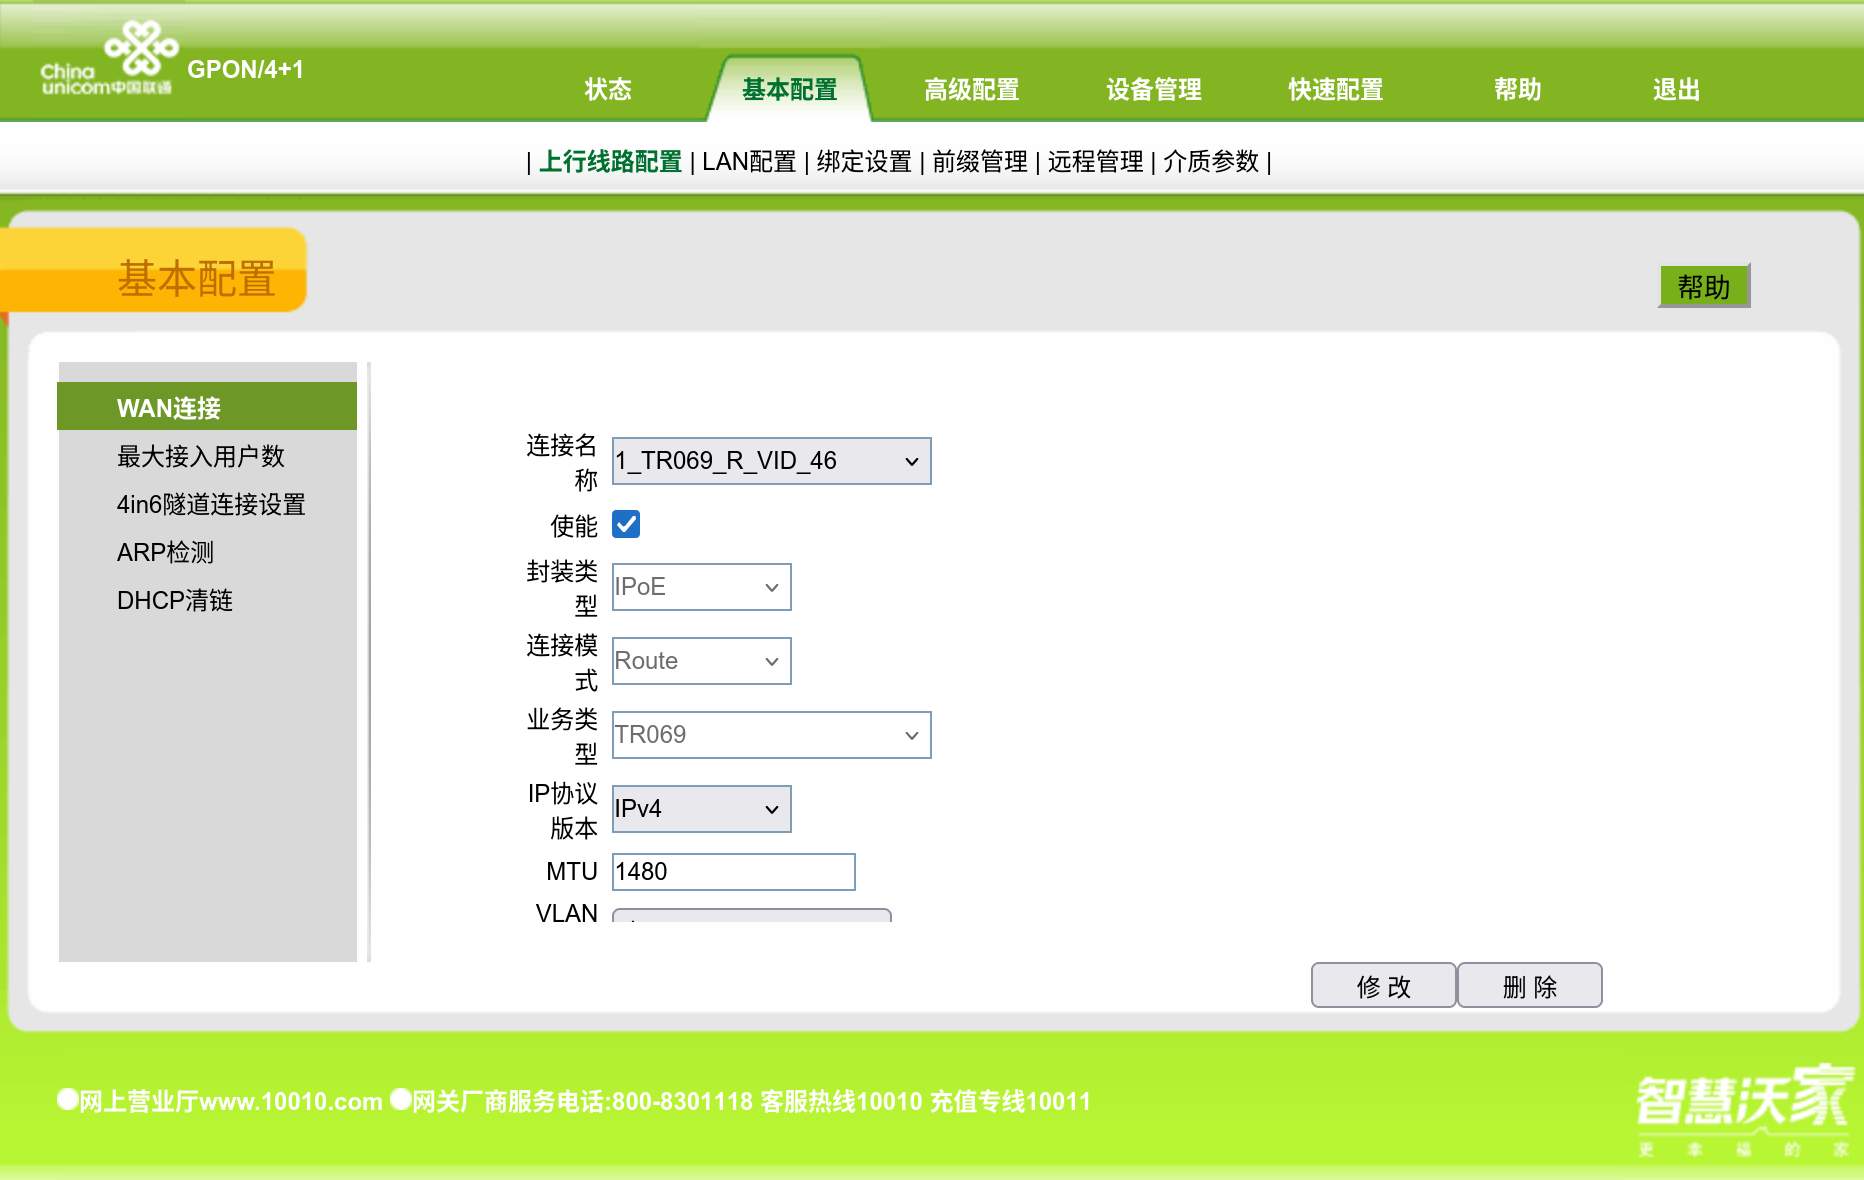 China
unicom中国联通
GPON/4+1
状态
基本配置
高级配置
设备管理
快速配置
帮助
退出
| 上行线路配置 | LAN配置 | 绑定设置 | 前缀管理 | 远程管理 | 介质参数 |
基本配置
帮助
WAN连接
最大接入用户数
4in6隧道连接设置
ARP检测
DHCP清链
连接名
称
1_TR069_R_VID_46
使能
封装类
型
IPoE
连接模
式
Route
业务类
型
TR069
IP协议
版本
IPv4
MTU
1480
VLAN
修 改
删 除
网上营业厅www.10010.com 网关厂商服务电话:800-8301118 客服热线10010 充值专线10011
智慧沃家
更 幸 福 的 家